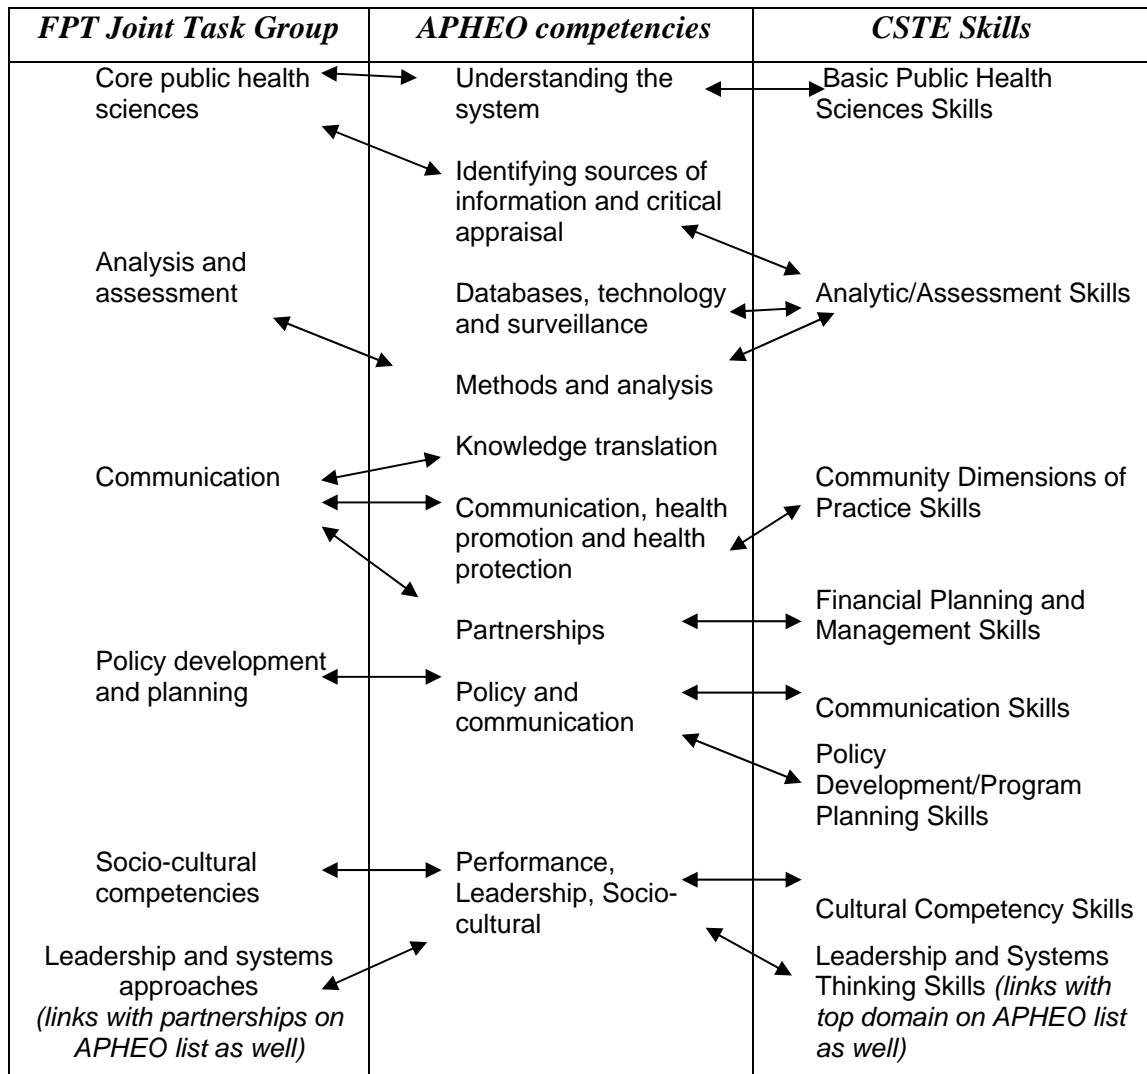 FPT Joint Task Group
APHEO competencies
CSTE Skills
Core public health
sciences
Analysis and
assessment
Communication
Policy development
and planning
Socio-cultural
competencies
Leadership and systems
approaches
(links with partnerships on
APHEO list as well)
Understanding the
system
Identifying sources of
information and critical
appraisal
Databases, technology
and surveillance
Methods and analysis
Knowledge translation
Communication, health
promotion and health
protection
Partnerships
Policy and
communication
Performance,
Leadership, Socio-
cultural
Basic Public Health
Sciences Skills
Analytic/Assessment Skills
Community Dimensions of
Practice Skills
Financial Planning and
Management Skills
Communication Skills
Policy
Development/Program
Planning Skills
Cultural Competency Skills
Leadership and Systems
Thinking Skills (links with
top domain on APHEO list
as well)